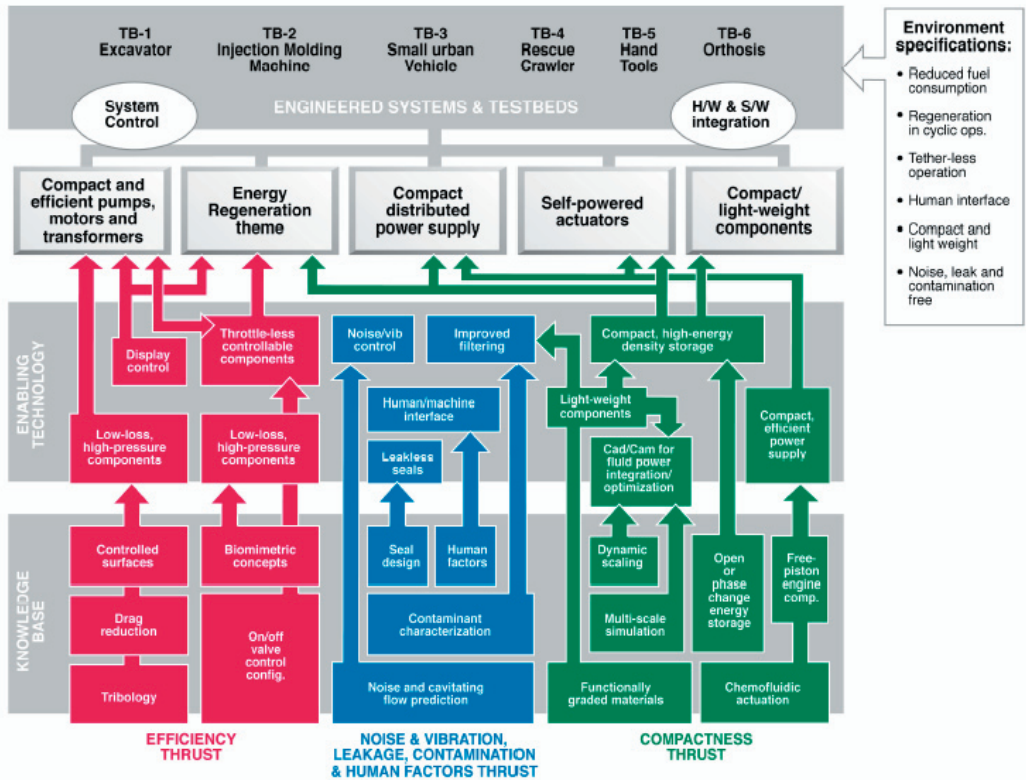 TB-1
Excavator
TB-2
Injection Molding
Machine
TB-3
Small urban
Vehicle
TB-4
Rescue
Crawler
TB-5
Hand
Tools
TB-6
Orthosis
Environment
specifications:
• Reduced fuel
consumption
• Regeneration
in cyclic ops.
• Tether-less
operation
• Human interface
• Compact and
light weight
• Noise, leak and
contamination
free
System
Control
ENGINEERED SYSTEMS & TESTBEDS
H/W & S/W
integration
Compact and
efficient pumps,
motors and
transformers
Energy
Regeneration
theme
Compact
distributed
power supply
Self-powered
actuators
Compact/
light-weight
components
ENABLING
TECHNOLOGY
Display
control
Throttle-less
controllable
components
Noise/vib
control
Improved
filtering
Compact, high-energy
density storage
Human/machine
interface
Light-weight
components
Low-loss,
high-pressure
components
Low-loss,
high-pressure
components
Leakless
seals
Cad/Cam for
fluid power
integration/
optimization
Compact,
efficient
power
supply
KNOWLEDGE
BASE
Controlled
surfaces
Biomimetric
concepts
Seal
design
Human
factors
Dynamic
scaling
Open
or
phase
change
energy
storage
Free-
piston
engine
comp.
Drag
reduction
On/off
valve
control
config.
Contaminant
characterization
Multi-scale
simulation
Tribology
Noise and cavitating
flow prediction
Functionally
graded materials
Chemofluidic
actuation
EFFICIENCY
THRUST
NOISE & VIBRATION,
LEAKAGE, CONTAMINATION
& HUMAN FACTORS THRUST
COMPACTNESS
THRUST